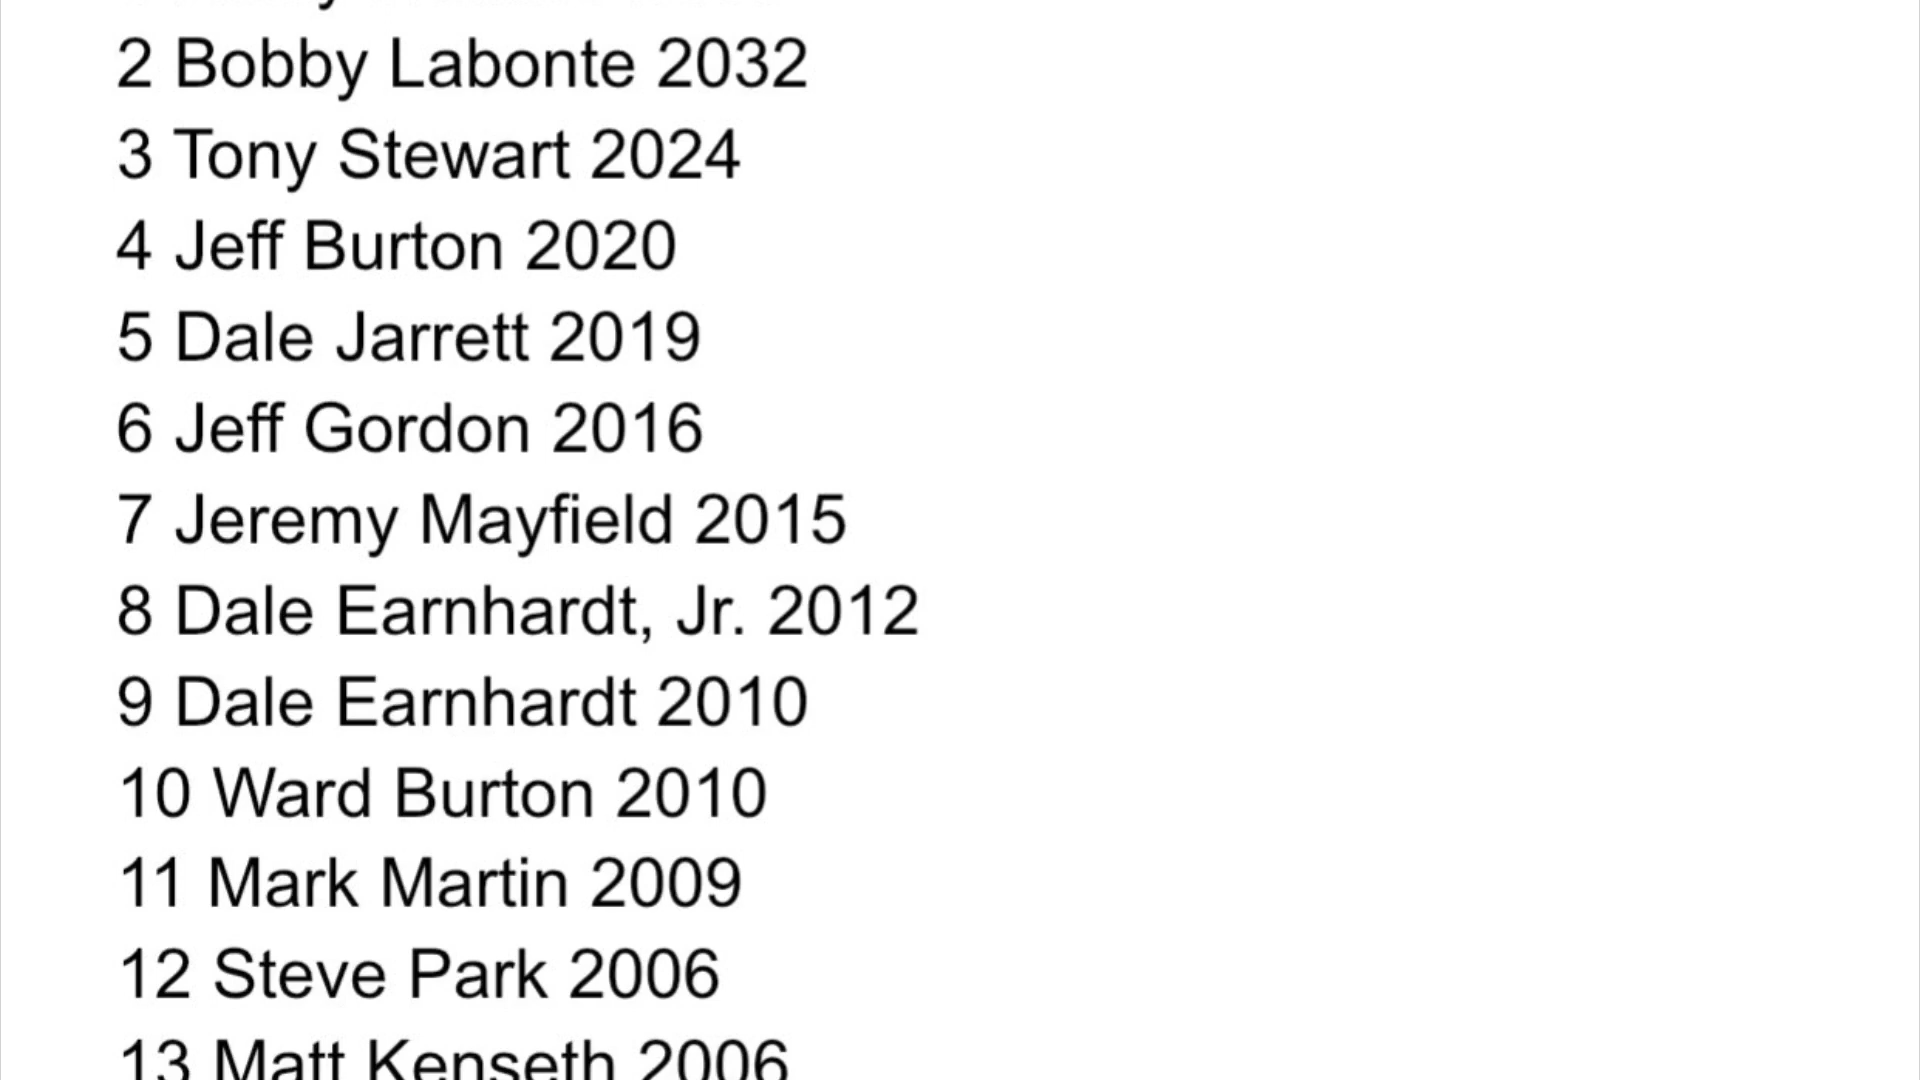 2 Bobby Labonte 2032
3 Tony Stewart 2024
4 Jeff Burton 2020
5 Dale Jarrett 2019
6 Jeff Gordon 2016
7 Jeremy Mayfield 2015
8 Dale Earnhardt, Jr. 2012
9 Dale Earnhardt 2010
10 Ward Burton 2010
11 Mark Martin 2009
12 Steve Park 2006
13 Matt Kenseth 2006